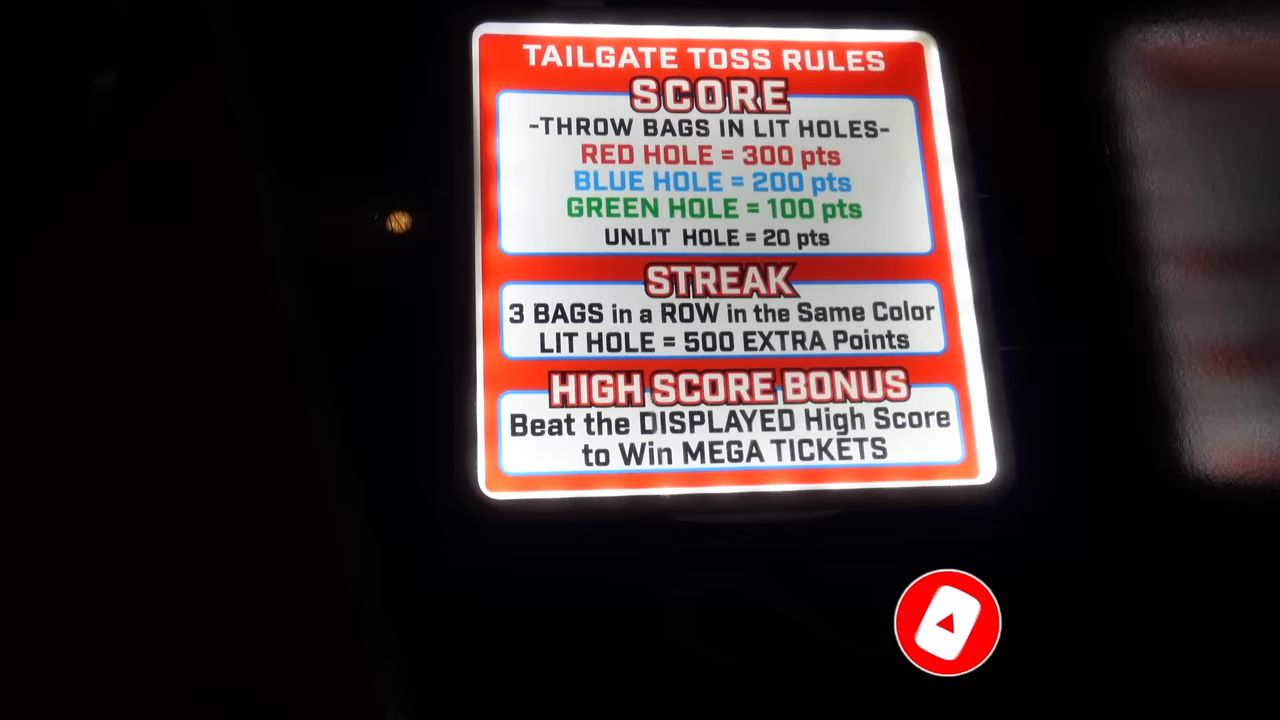 TAILGATE TOSS RULES
SCORE
-THROW BAGS IN LIT HOLES-
RED HOLE = 300 pts
BLUE HOLE = 200 pts
GREEN HOLE = 100 pts
UNLIT HOLE = 20 pts
STREAK
3 BAGS in a ROW in the Same Color
LIT HOLE = 500 EXTRA Points
HIGH SCORE BONUS
Beat the DISPLAYED High Score
to Win MEGA TICKETS